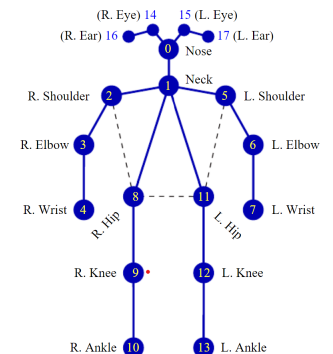 (R. Eye) 14 15 (L. Eye)
(R. Ear) 16 17 (L. Ear)
0 Nose
1 Neck
R. Shoulder 2 5 L. Shoulder
R. Elbow 3 6 L. Elbow
R. Wrist 4 7 L. Wrist
8 11
R. Hip L. Hip
R. Knee 9 12 L. Knee
R. Ankle 10 13 L. Ankle